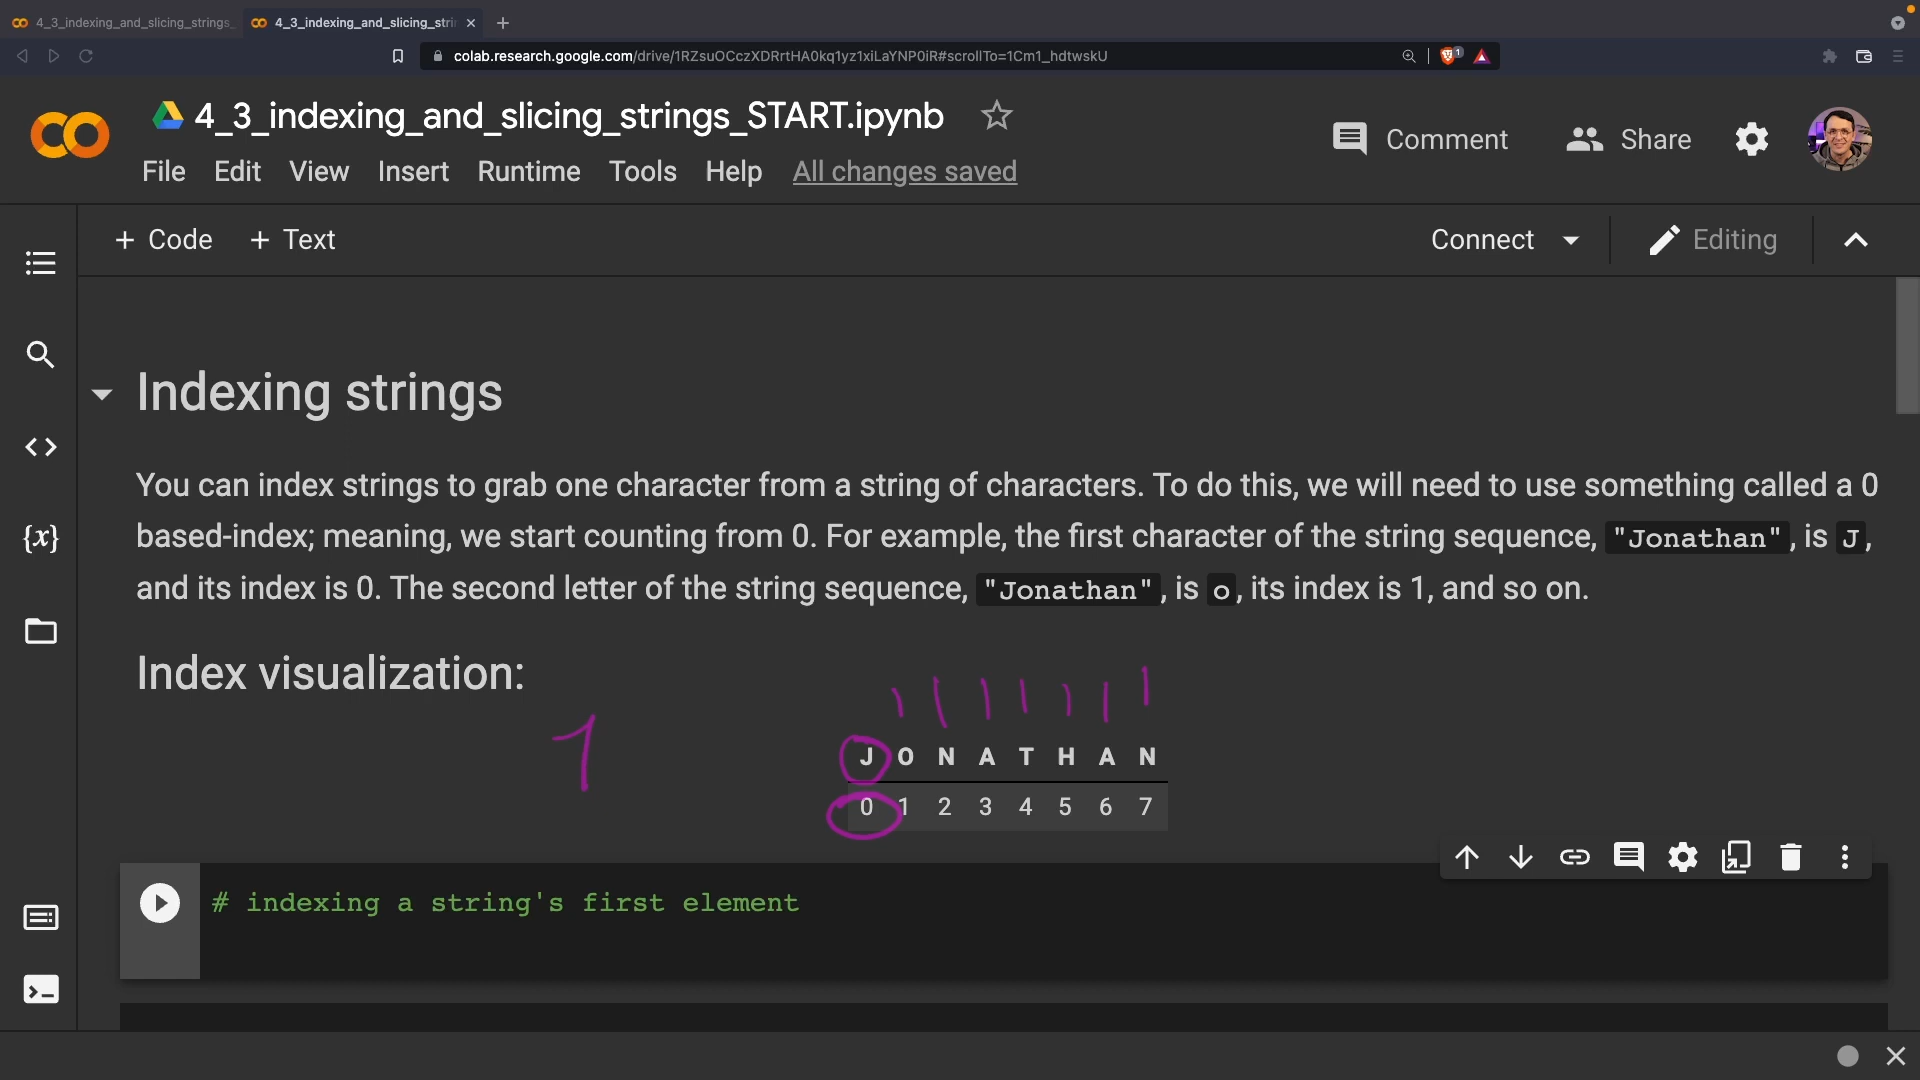 4_3_indexing_and_slicing_strings_
4_3_indexing_and_slicing_stri
colab.research.google.com/drive/1RZsuOCczXDRrtHA0kq1yz1xiLaYNP0iR#scrollTo=1Cm1_hdtwskU
1
4_3_indexing_and_slicing_strings_START.ipynb
Comment
Share
File Edit View Insert Runtime Tools Help All changes saved
+ Code + Text
Connect
Editing
Indexing strings
You can index strings to grab one character from a string of characters. To do this, we will need to use something called a 0
based-index; meaning, we start counting from 0. For example, the first character of the string sequence, "Jonathan", is J,
and its index is 0. The second letter of the string sequence, "Jonathan", is o, its index is 1, and so on.
Index visualization:
1
J O N A T H A N
0 1 2 3 4 5 6 7
# indexing a string's first element